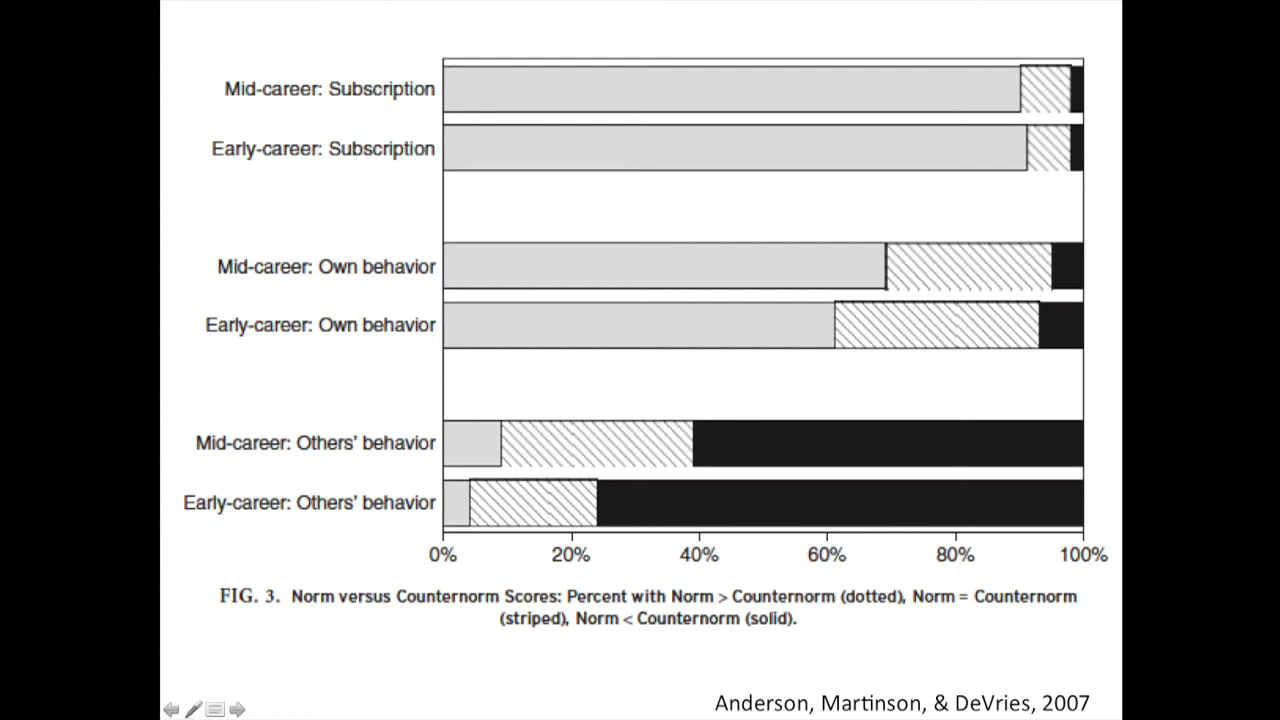 Mid-career: Subscription
Early-career: Subscription
Mid-career: Own behavior
Early-career: Own behavior
Mid-career: Others' behavior
Early-career: Others' behavior
0% 20% 40% 60% 80% 100%
FIG. 3. Norm versus Counternorm Scores: Percent with Norm > Counternorm (dotted), Norm = Counternorm
(striped), Norm < Counternorm (solid).
Anderson, Martinson, & DeVries, 2007